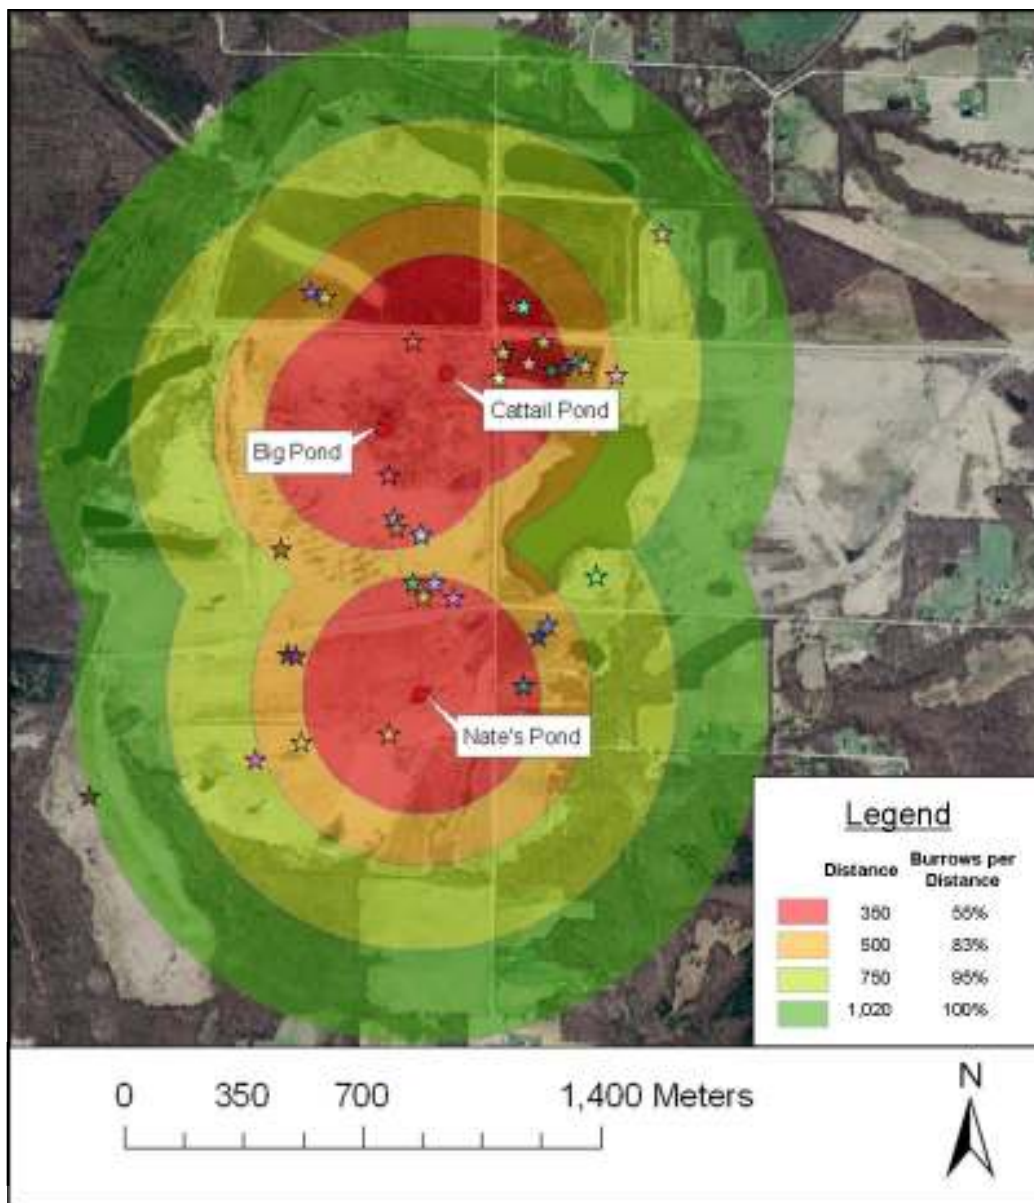 Cattail Pond
Big Pond
Nate's Pond
Legend
Distance Burrows per Distance
350 55%
500 83%
750 95%
1,020 100%
0 350 700 1,400 Meters
N